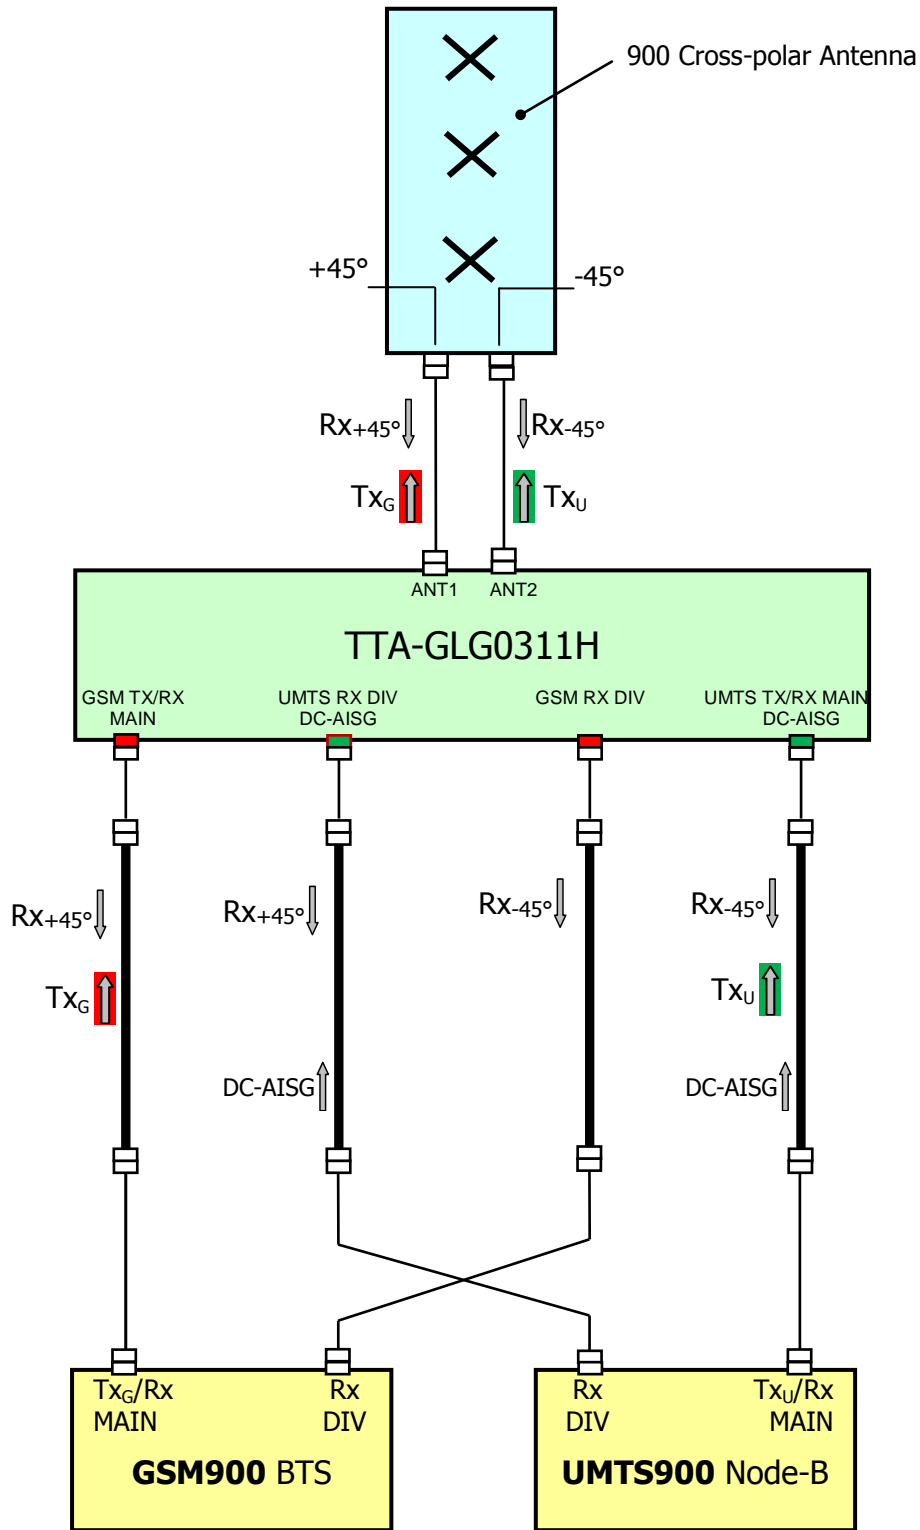 900 Cross-polar Antenna
+45°
-45°
Rx+45°
Rx-45°
TxG
TxU
ANT1
ANT2
TTA-GLG0311H
GSM TX/RX
MAIN
UMTS RX DIV
DC-AISG
GSM RX DIV
UMTS TX/RX MAIN
DC-AISG
Rx+45°
Rx+45°
Rx-45°
Rx-45°
TxG
TxU
DC-AISG
DC-AISG
TxG/Rx
MAIN
Rx
DIV
Rx
DIV
TxU/Rx
MAIN
GSM900 BTS
UMTS900 Node-B